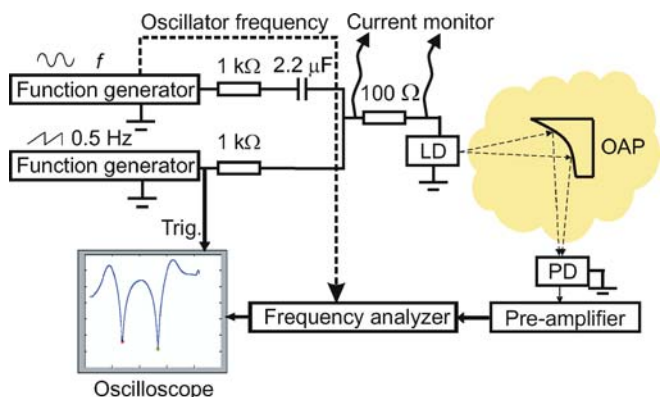 Oscillator frequency
Current monitor
f
1 kΩ
2.2 μF
Function generator
100 Ω
0.5 Hz
1 kΩ
Function generator
LD
OAP
Trig.
PD
Frequency analyzer
Pre-amplifier
Oscilloscope